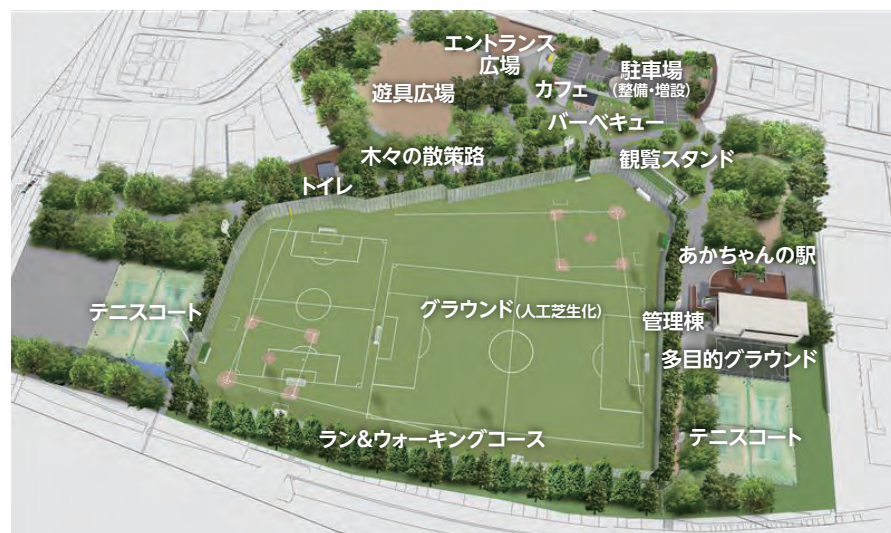 エントランス
広場
駐車場
(整備・増設)
遊具広場
カフェ
バーベキュー
木々の散策路
観覧スタンド
トイレ
あかちゃんの駅
テニスコート
グラウンド(人工芝生化)
管理棟
多目的グラウンド
ラン&ウォーキングコース
テニスコート